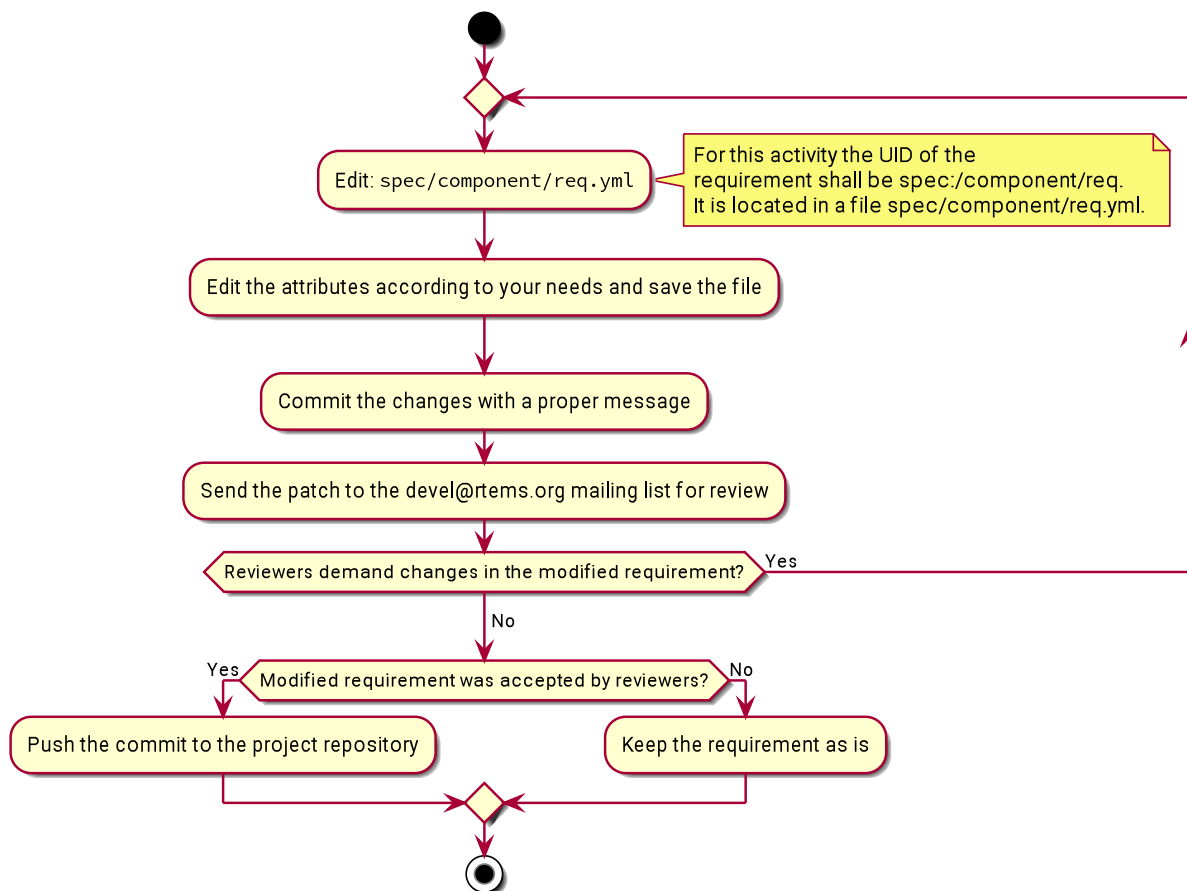 Edit: spec/component/req.yml
For this activity the UID of the
requirement shall be spec:/component/req.
It is located in a file spec/component/req.yml.
Edit the attributes according to your needs and save the file
Commit the changes with a proper message
Send the patch to the devel@rtems.org mailing list for review
Reviewers demand changes in the modified requirement?
Yes
No
Yes
Modified requirement was accepted by reviewers?
No
Push the commit to the project repository
Keep the requirement as is